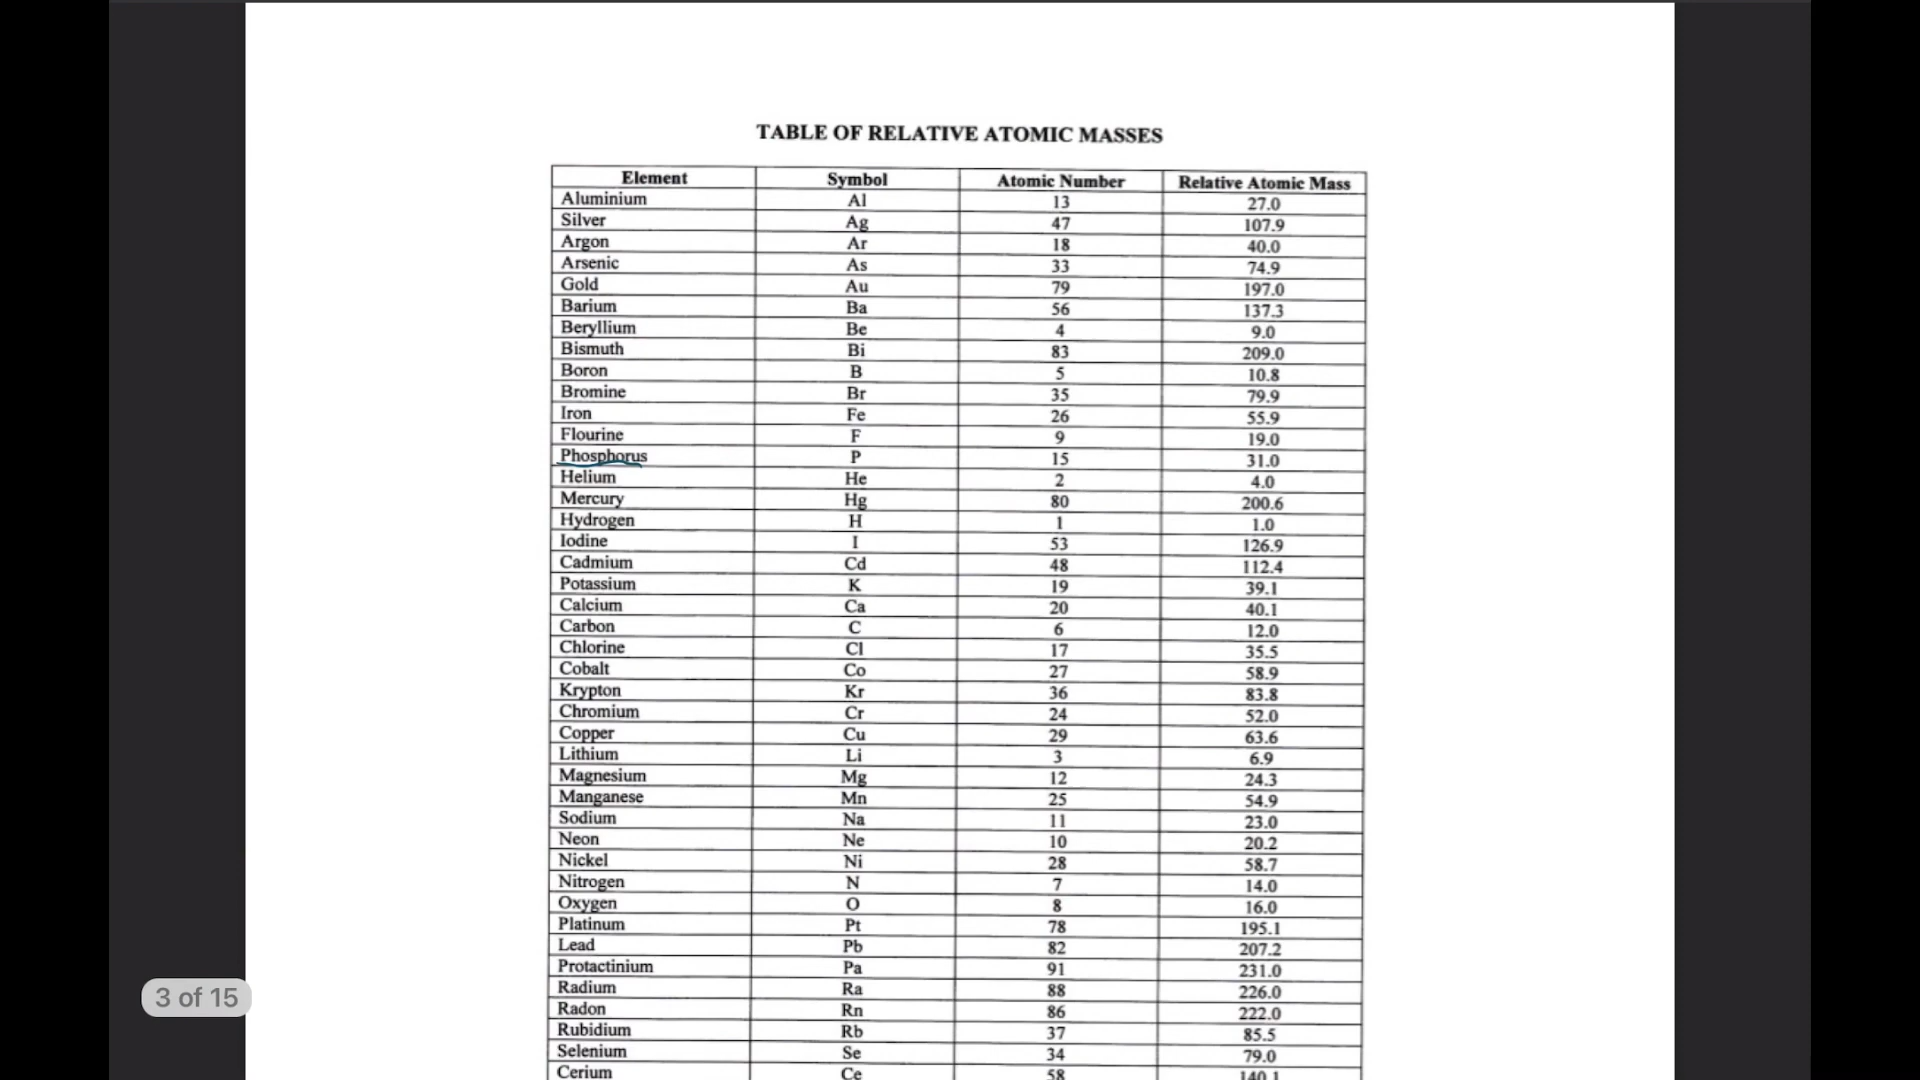 TABLE OF RELATIVE ATOMIC MASSES
Element Symbol Atomic Number Relative Atomic Mass
Aluminium Al 13 27.0
Silver Ag 47 107.9
Argon Ar 18 40.0
Arsenic As 33 74.9
Gold Au 79 197.0
Barium Ba 56 137.3
Beryllium Be 4 9.0
Bismuth Bi 83 209.0
Boron B 5 10.8
Bromine Br 35 79.9
Iron Fe 26 55.9
Flourine F 9 19.0
Phosphorus P 15 31.0
Helium He 2 4.0
Mercury Hg 80 200.6
Hydrogen H 1 1.0
Iodine I 53 126.9
Cadmium Cd 48 112.4
Potassium K 19 39.1
Calcium Ca 20 40.1
Carbon C 6 12.0
Chlorine Cl 17 35.5
Cobalt Co 27 58.9
Krypton Kr 36 83.8
Chromium Cr 24 52.0
Copper Cu 29 63.6
Lithium Li 3 6.9
Magnesium Mg 12 24.3
Manganese Mn 25 54.9
Sodium Na 11 23.0
Neon Ne 10 20.2
Nickel Ni 28 58.7
Nitrogen N 7 14.0
Oxygen O 8 16.0
Platinum Pt 78 195.1
Lead Pb 82 207.2
Protactinium Pa 91 231.0
Radium Ra 88 226.0
Radon Rn 86 222.0
Rubidium Rb 37 85.5
Selenium Se 34 79.0
Cerium Ce 58 140.1
3 of 15